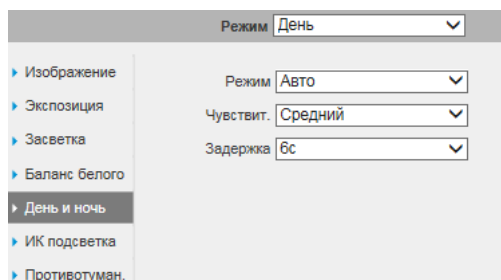 Режим День
Изображение
Экспозиция
Засветка
Баланс белого
День и ночь
ИК подсветка
Противотуман.
Режим Авто
Чувствит. Средний
Задержка 6с